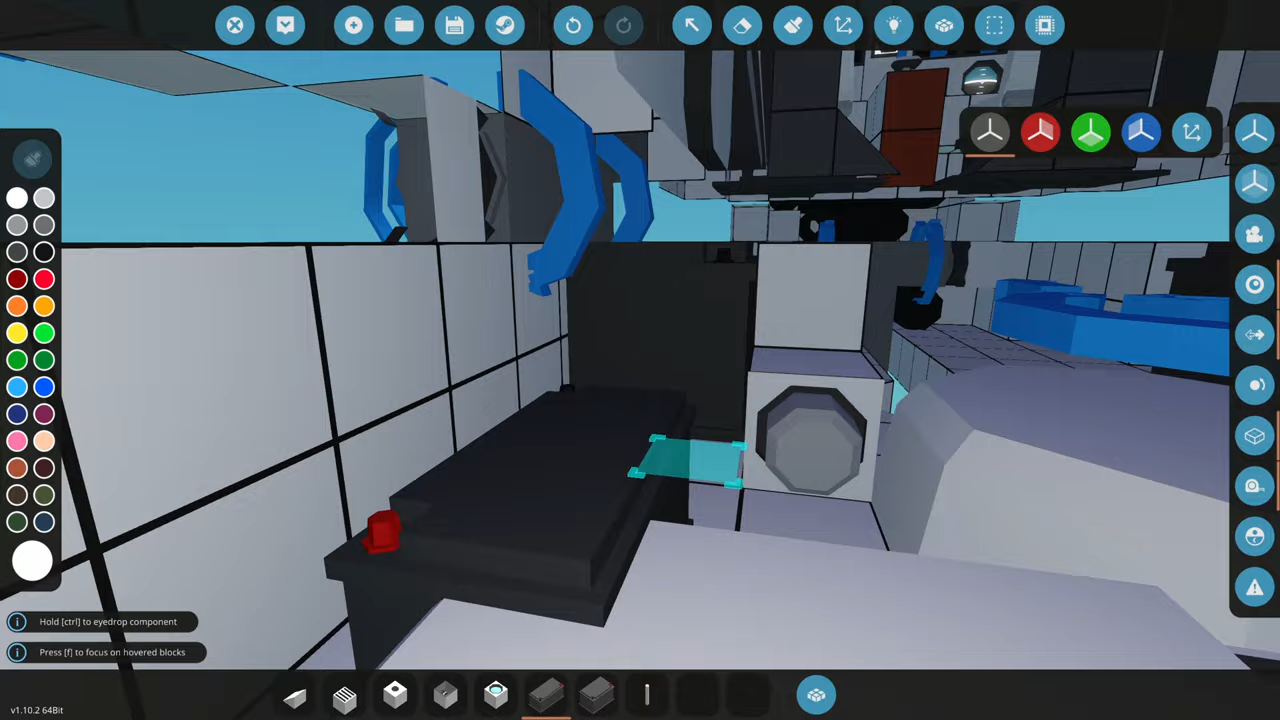 Hold [ctrl] to eyedrop component
Press [f] to focus on hovered blocks
v1.10.2 64Bit